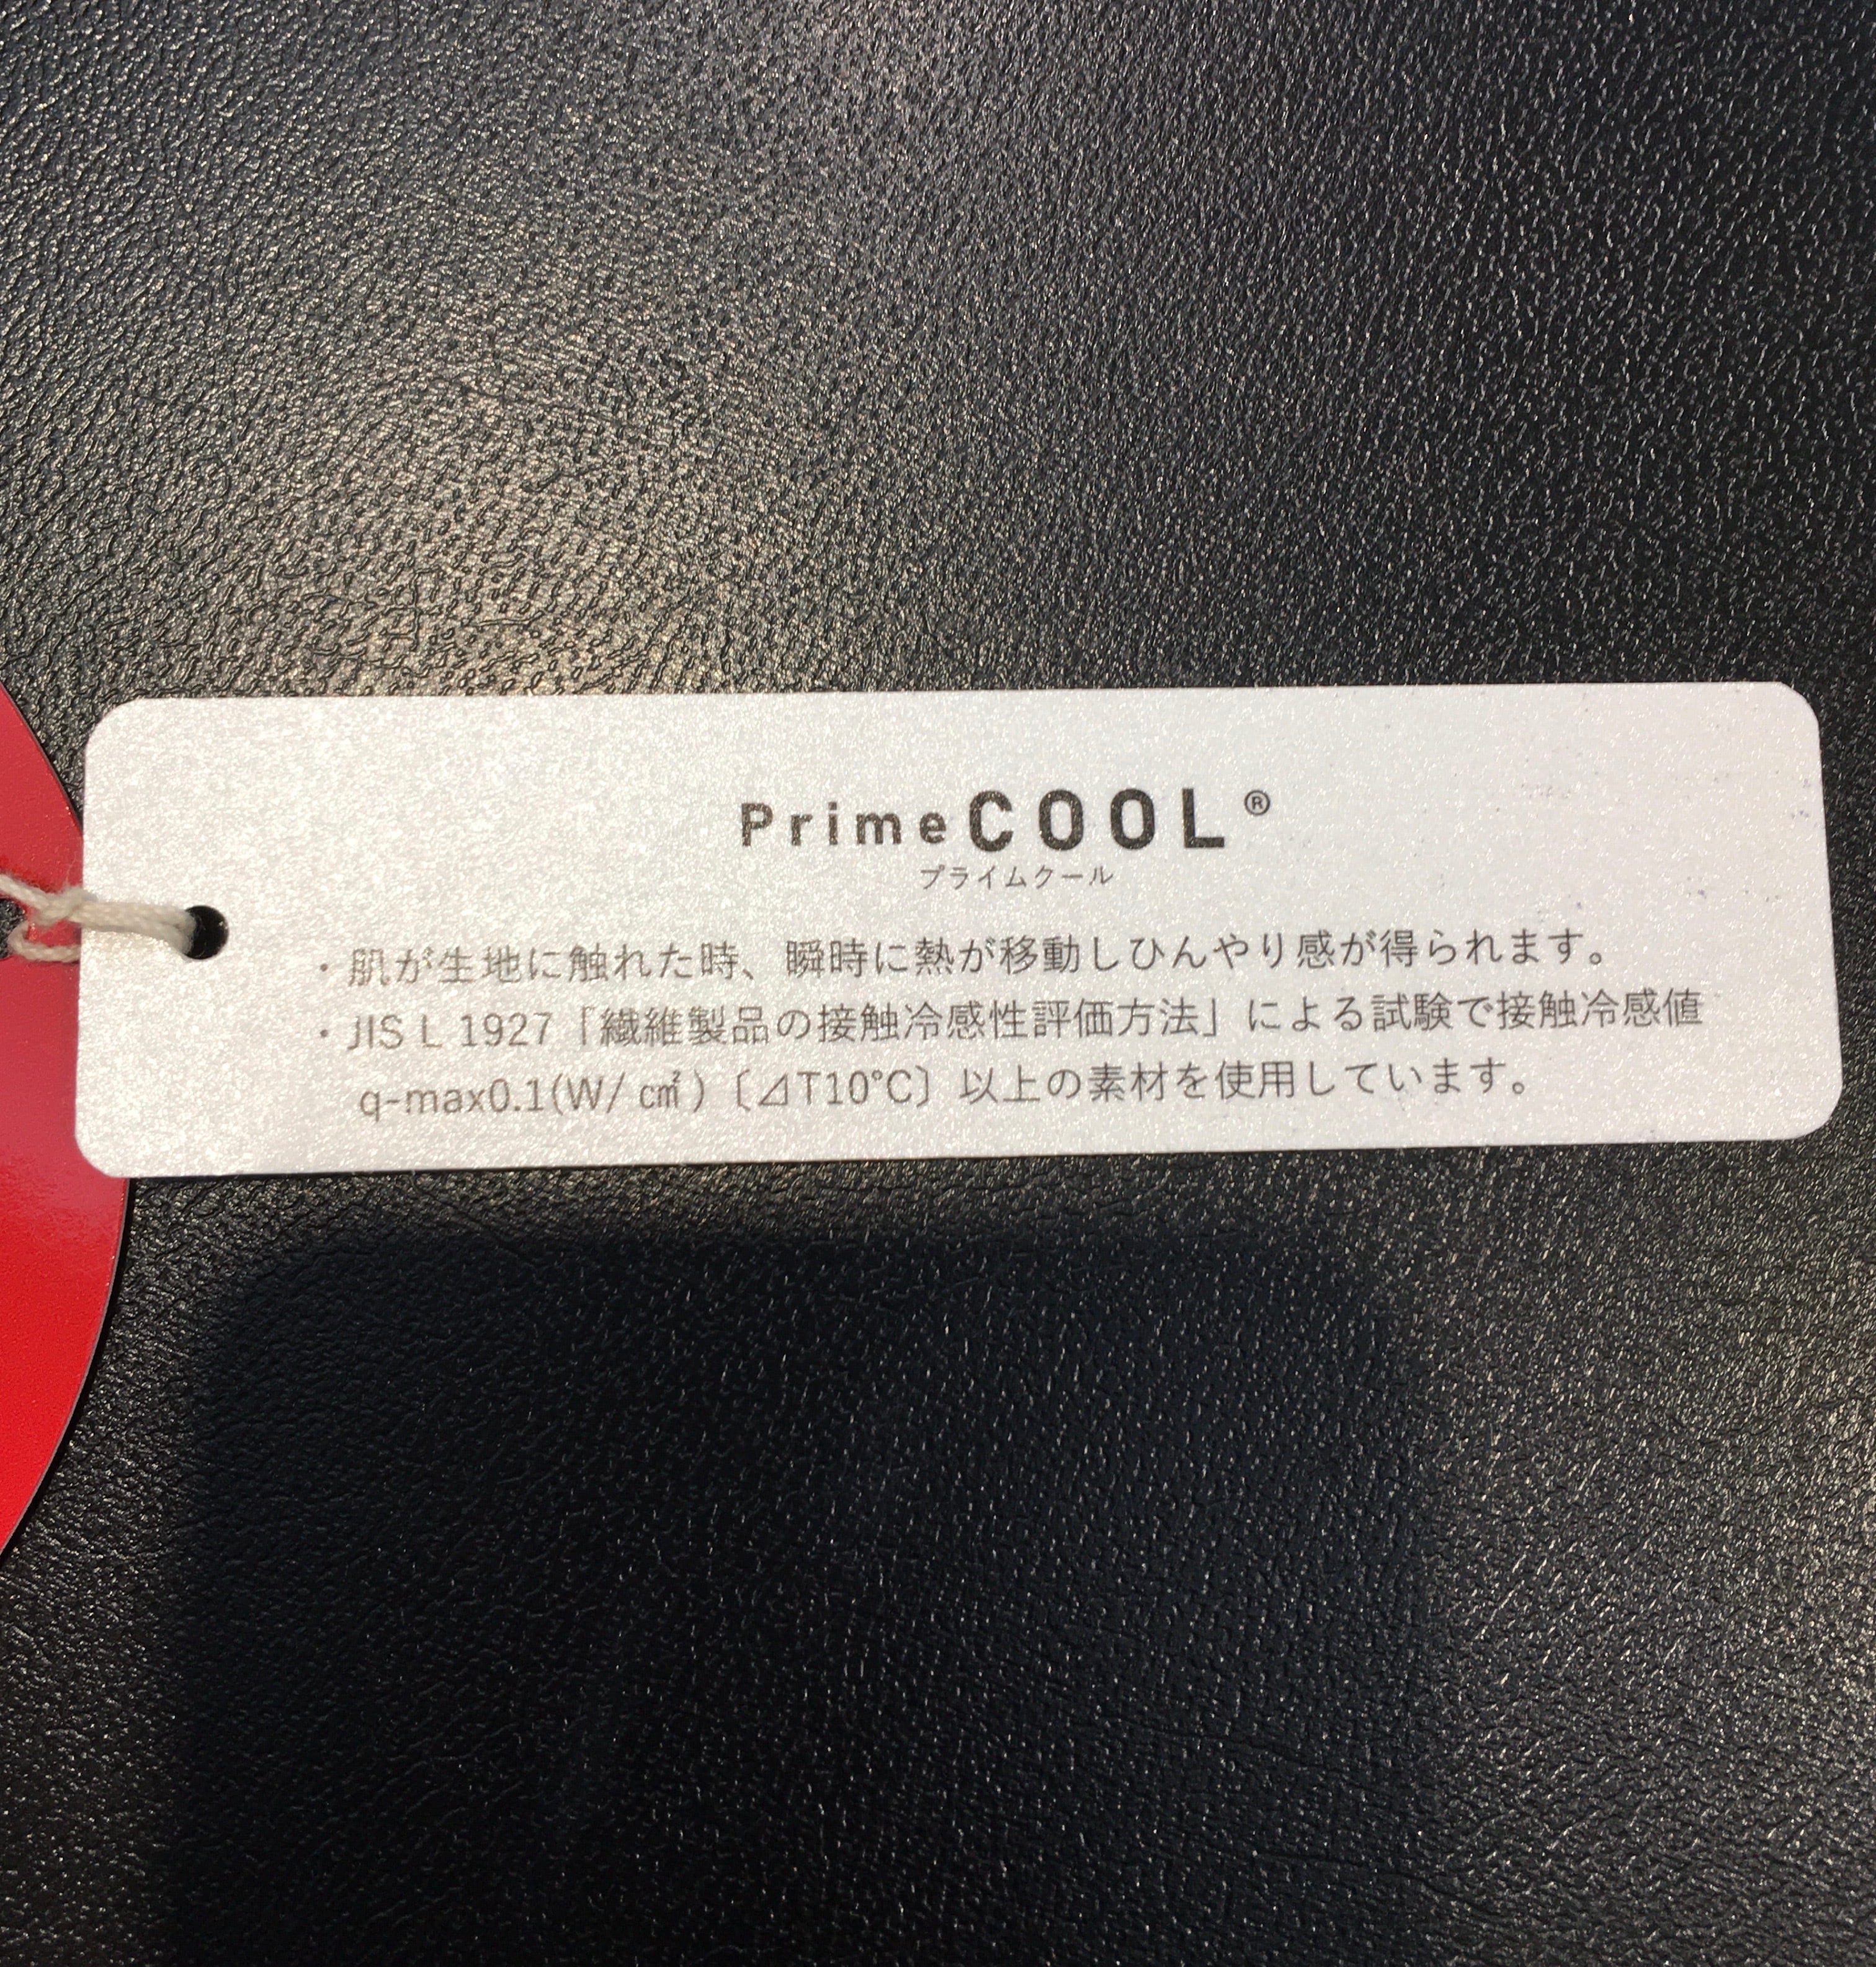 PrimeCOOL®
プライムクール
・肌が生地に触れた時、瞬時に熱が移動しひんやり感が得られます。
・JIS L 1927「繊維製品の接触冷感性評価方法」による試験で接触冷感値
q-max0.1(W/㎠)〔⊿T10℃〕以上の素材を使用しています。